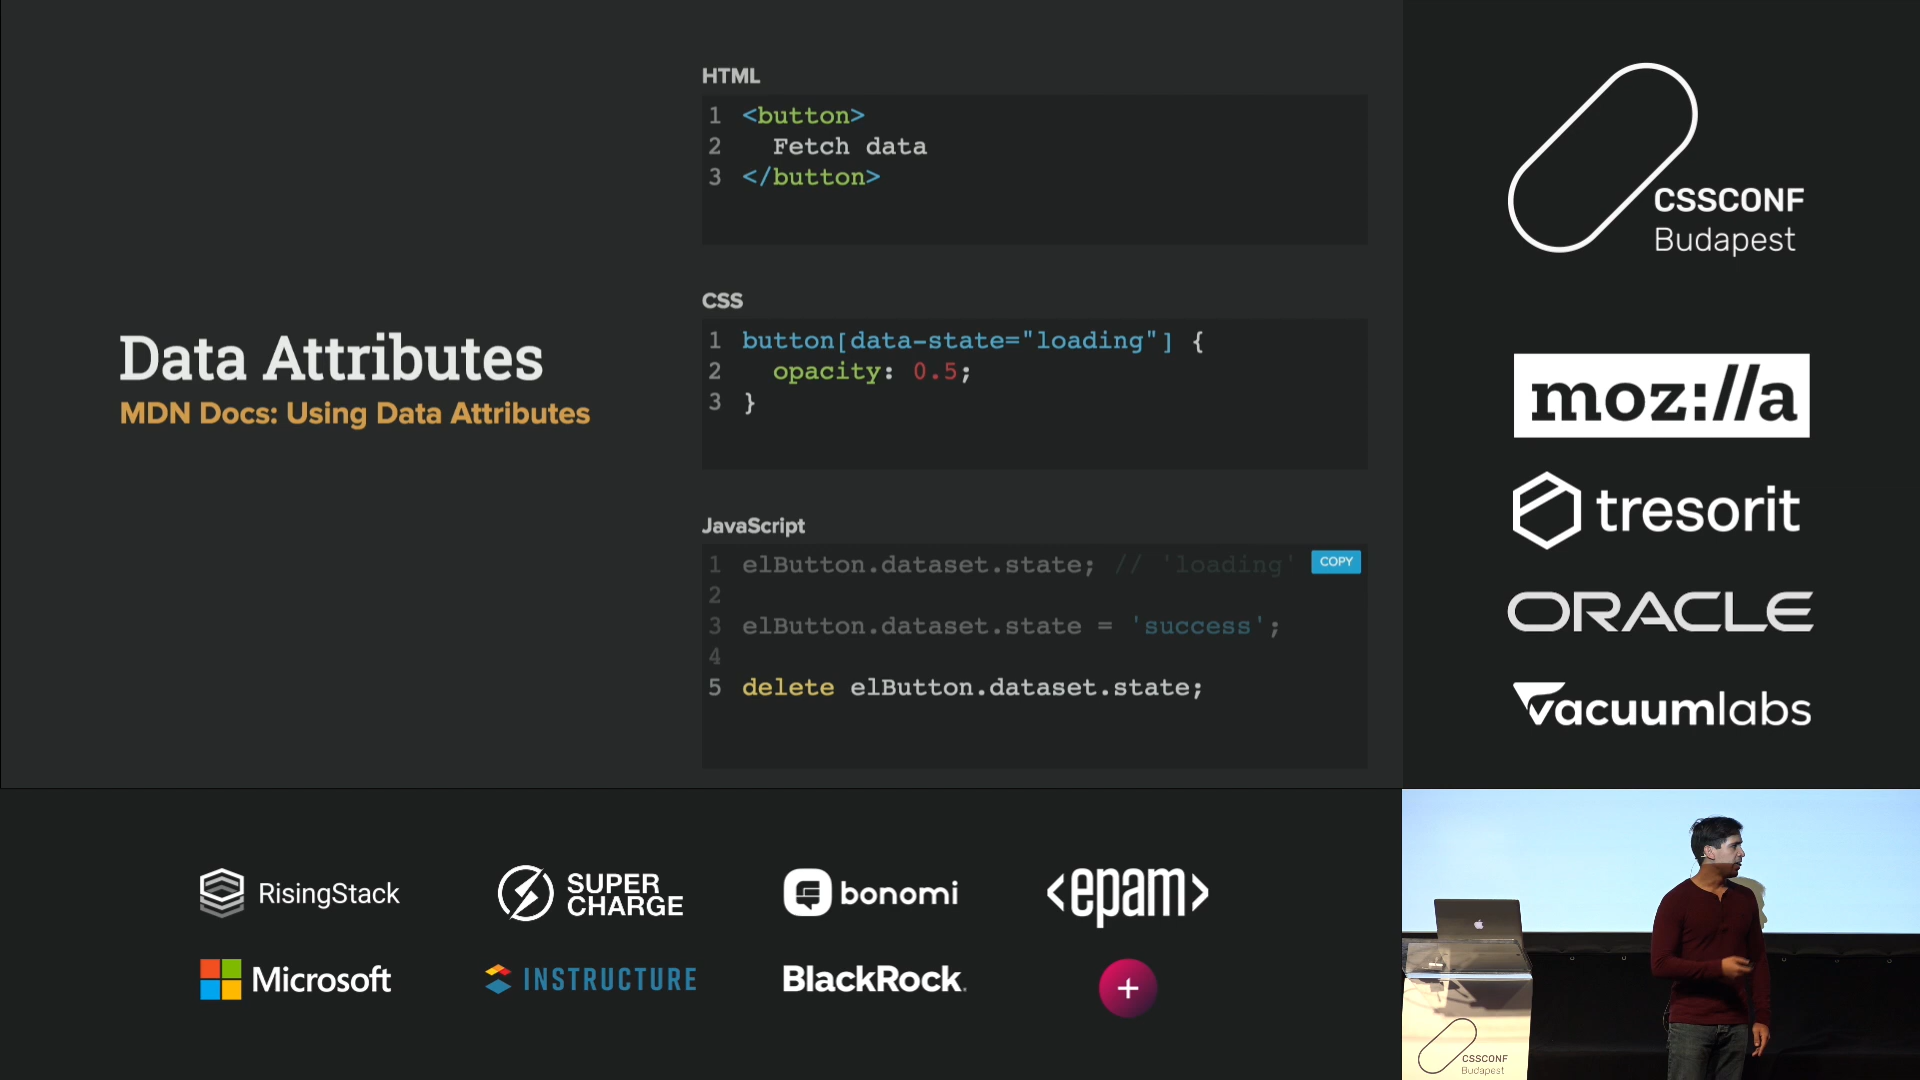 Data Attributes
MDN Docs: Using Data Attributes
HTML
1 <button>
2   Fetch data
3 </button>
CSS
1 button[data-state="loading"] {
2   opacity: 0.5;
3 }
JavaScript
1 elButton.dataset.state; // 'loading'
COPY
2
3 elButton.dataset.state = 'success';
4
5 delete elButton.dataset.state;
CSSCONF
Budapest
moz://a
tresorit
ORACLE
vacuumlabs
RisingStack
SUPER
CHARGE
bonomi
<epam>
Microsoft
INSTRUCTURE
BlackRock.
+
CSSCONF
Budapest